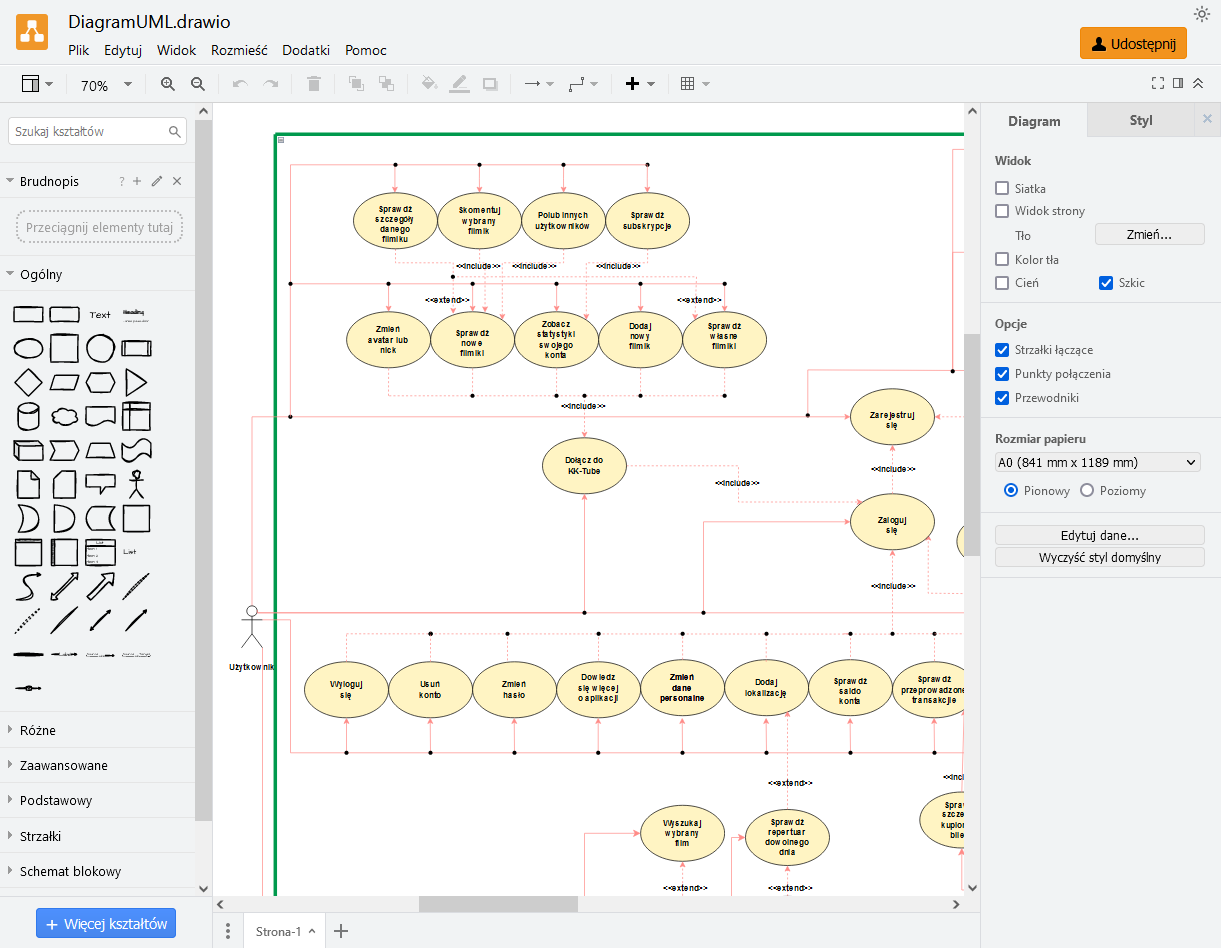 DiagramUML.drawio
Plik Edytuj Widok Rozmieść Dodatki Pomoc
Udostępnij
70%
Szukaj kształtów
Brudnopis
?
Przeciągnij elementy tutaj
Ogólny
Text
Heading
List
List
Różne
Zaawansowane
Podstawowy
Strzałki
Schemat blokowy
+ Więcej kształtów
Sprawdź
szczegóły
danego
filmiku
Skomentuj
wybrany
filmik
Polub innych
użytkowników
Sprawdź
subskrypcje
<<include>>
<<include>>
<<include>>
<<extend>>
<<extend>>
Zmień
avatar lub
nick
Sprawdź
nowe
filmiki
Zobacz
statystyki
swojego
konta
Dodaj
nowy
filmik
Sprawdź
własne
filmiki
<<include>>
Zarejestruj
się
Dołącz do
KK-Tube
<<include>>
<<include>>
Zaloguj
się
<<include>>
Użytkownik
Wyloguj
się
Usuń
konto
Zmień
hasło
Dowiedz
się więcej
o aplikacji
Zmień
dane
personalne
Dodaj
lokalizację
Sprawdź
saldo
konta
Sprawdź
przeprowadzone
transakcje
<<extend>>
<<incl
Wyszukaj
wybrany
film
Sprawdź
repertuar
dowolnego
dnia
Spra
szcze
kupion
bile
<<extend>>
<<extend>>
Strona-1
Diagram
Styl
Widok
Siatka
Widok strony
Tło
Zmień...
Kolor tła
Cień
Szkic
Opcje
Strzałki łączące
Punkty połączenia
Przewodniki
Rozmiar papieru
A0 (841 mm x 1189 mm)
Pionowy
Poziomy
Edytuj dane...
Wyczyść styl domyślny